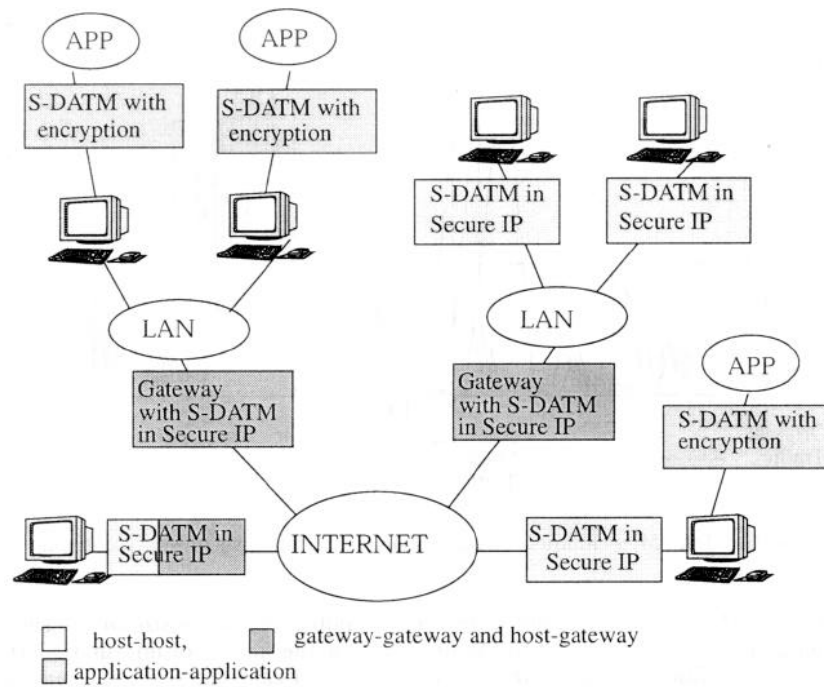 APP
APP
S-DATM with
encryption
S-DATM with
encryption
S-DATM in
Secure IP
S-DATM in
Secure IP
LAN
LAN
APP
Gateway
with S-DATM
in Secure IP
Gateway
with S-DATM
in Secure IP
S-DATM with
encryption
S-DATM in
Secure IP
INTERNET
S-DATM in
Secure IP
host-host,
gateway-gateway and host-gateway
application-application